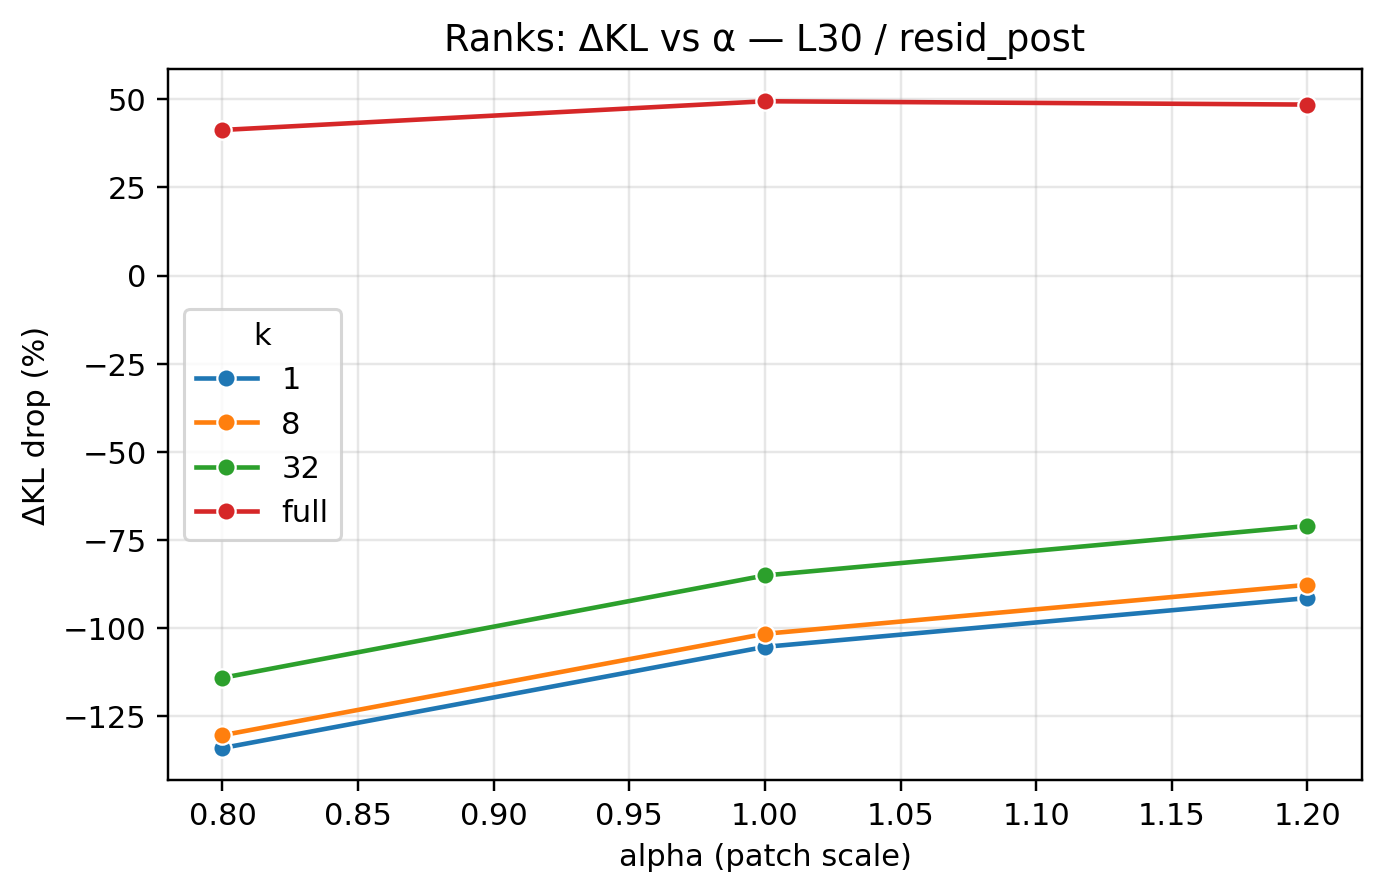 Ranks: ΔKL vs α — L30 / resid_post
ΔKL drop (%)
50
25
0
−25
−50
−75
−100
−125
k
1
8
32
full
0.80 0.85 0.90 0.95 1.00 1.05 1.10 1.15 1.20
alpha (patch scale)